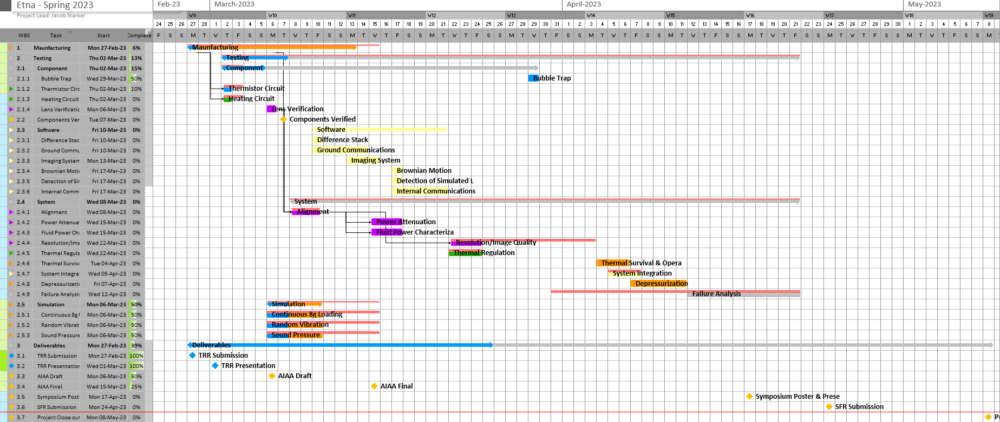 Etna - Spring 2023
Project Lead: Jacob Starkel
Feb-23 March-2023 April-2023 May-2023
W9 W10 W11 W12 W13 W14 W15 W16 W17 W18 W19
24 25 26 27 28 1 2 3 4 5 6 7 8 9 10 11 12 13 14 15 16 17 18 19 20 21 22 23 24 25 26 27 28 29 30 31 1 2 3 4 5 6 7 8 9 10 11 12 13 14 15 16 17 18 19 20 21 22 23 24 25 26 27 28 29 30 1 2 3 4 5 6 7 8
WBS Task Start Complete F S S M T W T F S S M T W T F S S M T W T F S S M T W T F S S M T W T F S S M T W T F S S M T W T F S S M T W T F S S M T W T F S S M T W T F S S M T
1 Maunfacturing Mon 27-Feb-23 6% Maunfacturing
2 Testing Thu 02-Mar-23 13% Testing
2.1 Component Thu 02-Mar-23 15% Component
2.1.1 Bubble Trap Wed 29-Mar-23 50% Bubble Trap
2.1.2 Thermistor Circ Thu 02-Mar-23 10% Thermistor Circuit
2.1.3 Heating Circuit Thu 02-Mar-23 0% Heating Circuit
2.1.4 Lens Verificatic Mon 06-Mar-23 0% Lens Verification
2.2 Components Ver Tue 07-Mar-23 0% Components Verified
2.3 Software Fri 10-Mar-23 0% Software
2.3.1 Difference Stac Fri 10-Mar-23 0% Difference Stack
2.3.2 Ground Commu Fri 10-Mar-23 0% Ground Communications
2.3.3 Imaging System Mon 13-Mar-23 0% Imaging System
2.3.4 Brownian Motic Fri 17-Mar-23 0% Brownian Motion
2.3.5 Detection of Sir Fri 17-Mar-23 0% Detection of Simulated L
2.3.6 Internal Comm Fri 17-Mar-23 0% Internal Communications
2.4 System Wed 08-Mar-23 0% System
2.4.1 Alignment Wed 08-Mar-23 0% Alignment
2.4.2 Power Attenua Wed 15-Mar-23 0% Power Attenuation
2.4.3 Fluid Power Cha Wed 15-Mar-23 0% Fluid Power Characteriza
2.4.4 Resolution/Ima Wed 22-Mar-23 0% Resolution/Image Quality
2.4.5 Thermal Regula Wed 22-Mar-23 0% Thermal Regulation
2.4.6 Thermal Surviva Tue 04-Apr-23 0% Thermal Survival & Opera
2.4.7 System Integra Wed 05-Apr-23 0% System Integration
2.4.8 Depressurizati Fri 07-Apr-23 0% Depressurization
2.4.9 Failure Analysis Wed 12-Apr-23 0% Failure Analysis
2.5 Simulation Mon 06-Mar-23 50% Simulation
2.5.1 Continuous 8g l Mon 06-Mar-23 50% Continuous 8g Loading
2.5.2 Random Vibrat Mon 06-Mar-23 50% Random Vibration
2.5.3 Sound Pressure Mon 06-Mar-23 50% Sound Pressure
3 Deliverables Mon 27-Feb-23 39% Deliverables
3.1 TRR Submission Mon 27-Feb-23 100% TRR Submission
3.2 TRR Presentation Wed 01-Mar-23 100% TRR Presentation
3.3 AIAA Draft Mon 06-Mar-23 50% AIAA Draft
3.4 AIAA Final Wed 15-Mar-23 25% AIAA Final
3.5 Symposium Post Mon 17-Apr-23 0% Symposium Poster & Prese
3.6 SFR Submission Mon 24-Apr-23 0% SFR Submission
3.7 Project Close out Mon 08-May-23 0% P